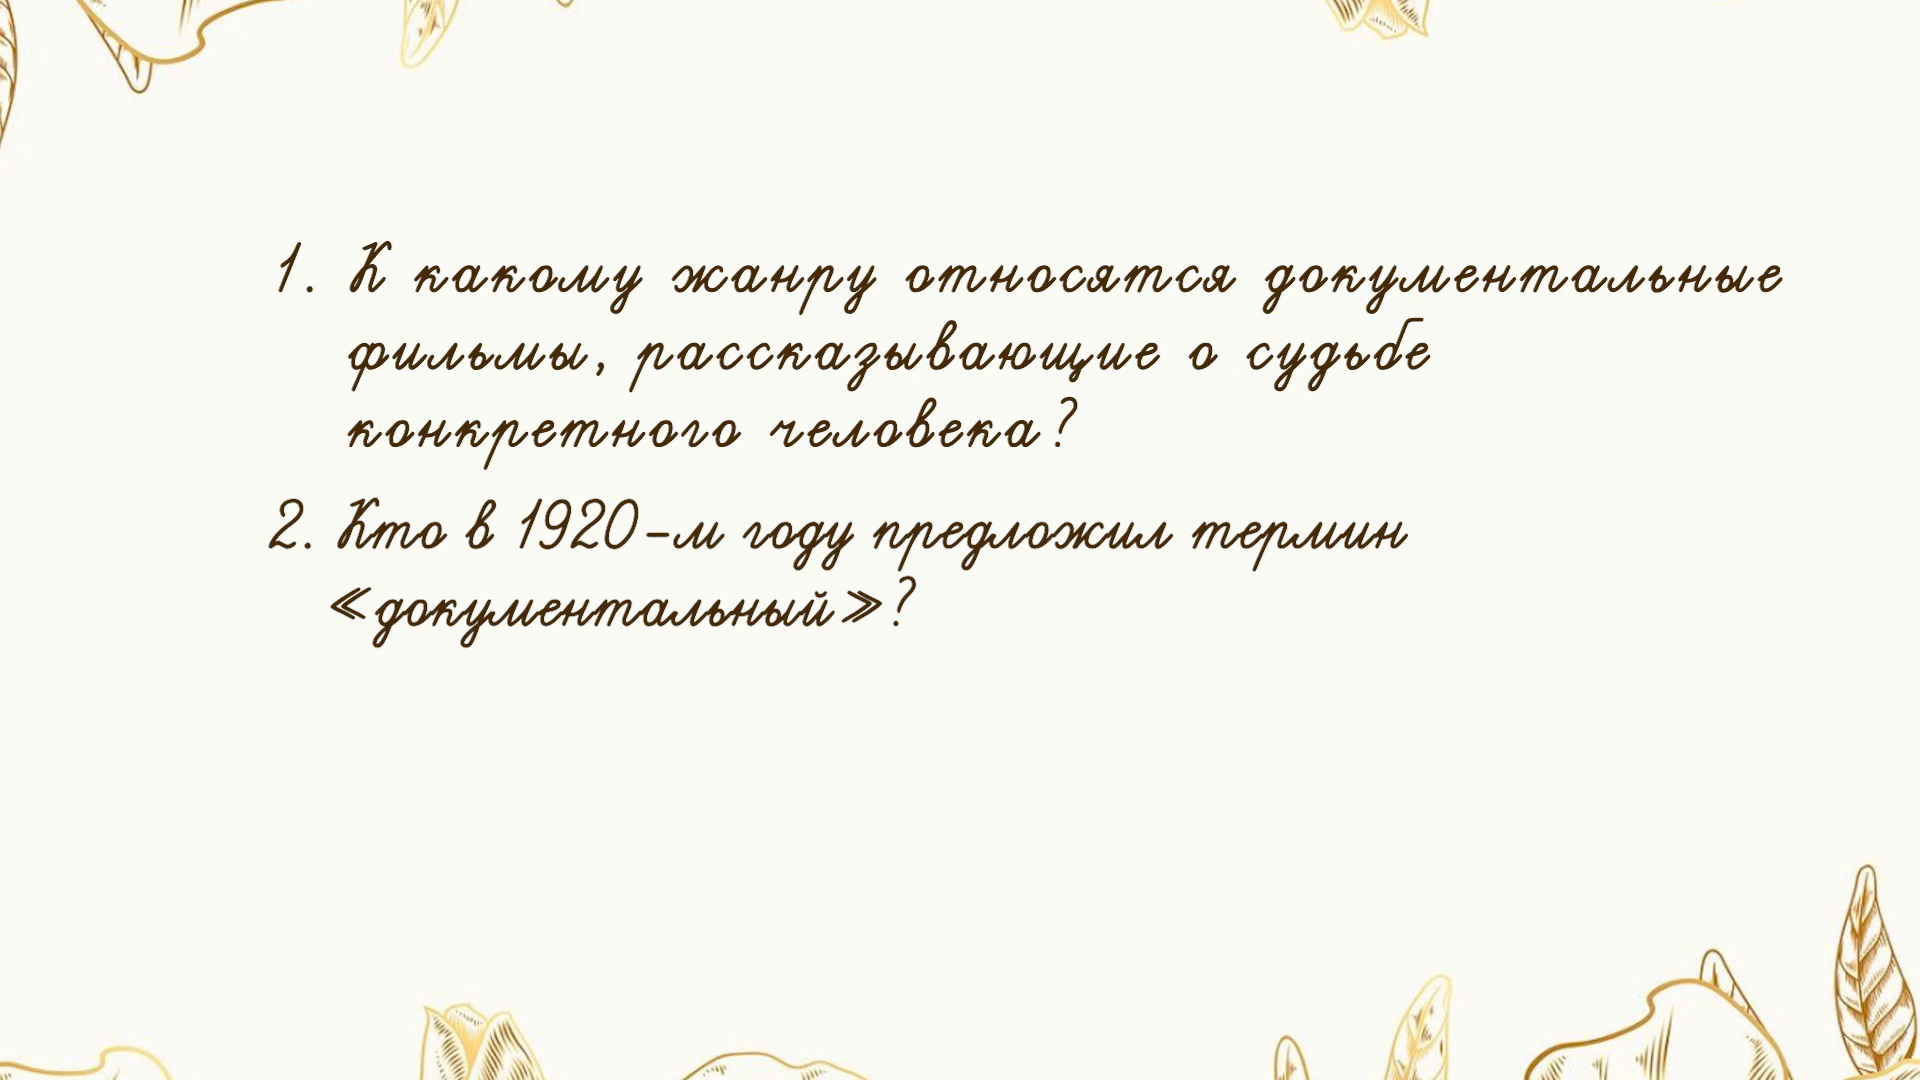 1. К какому жанру относятся документальные
фильмы, рассказывающие о судьбе
конкретного человека?
2. Кто в 1920-м году предложил термин
«документальный»?